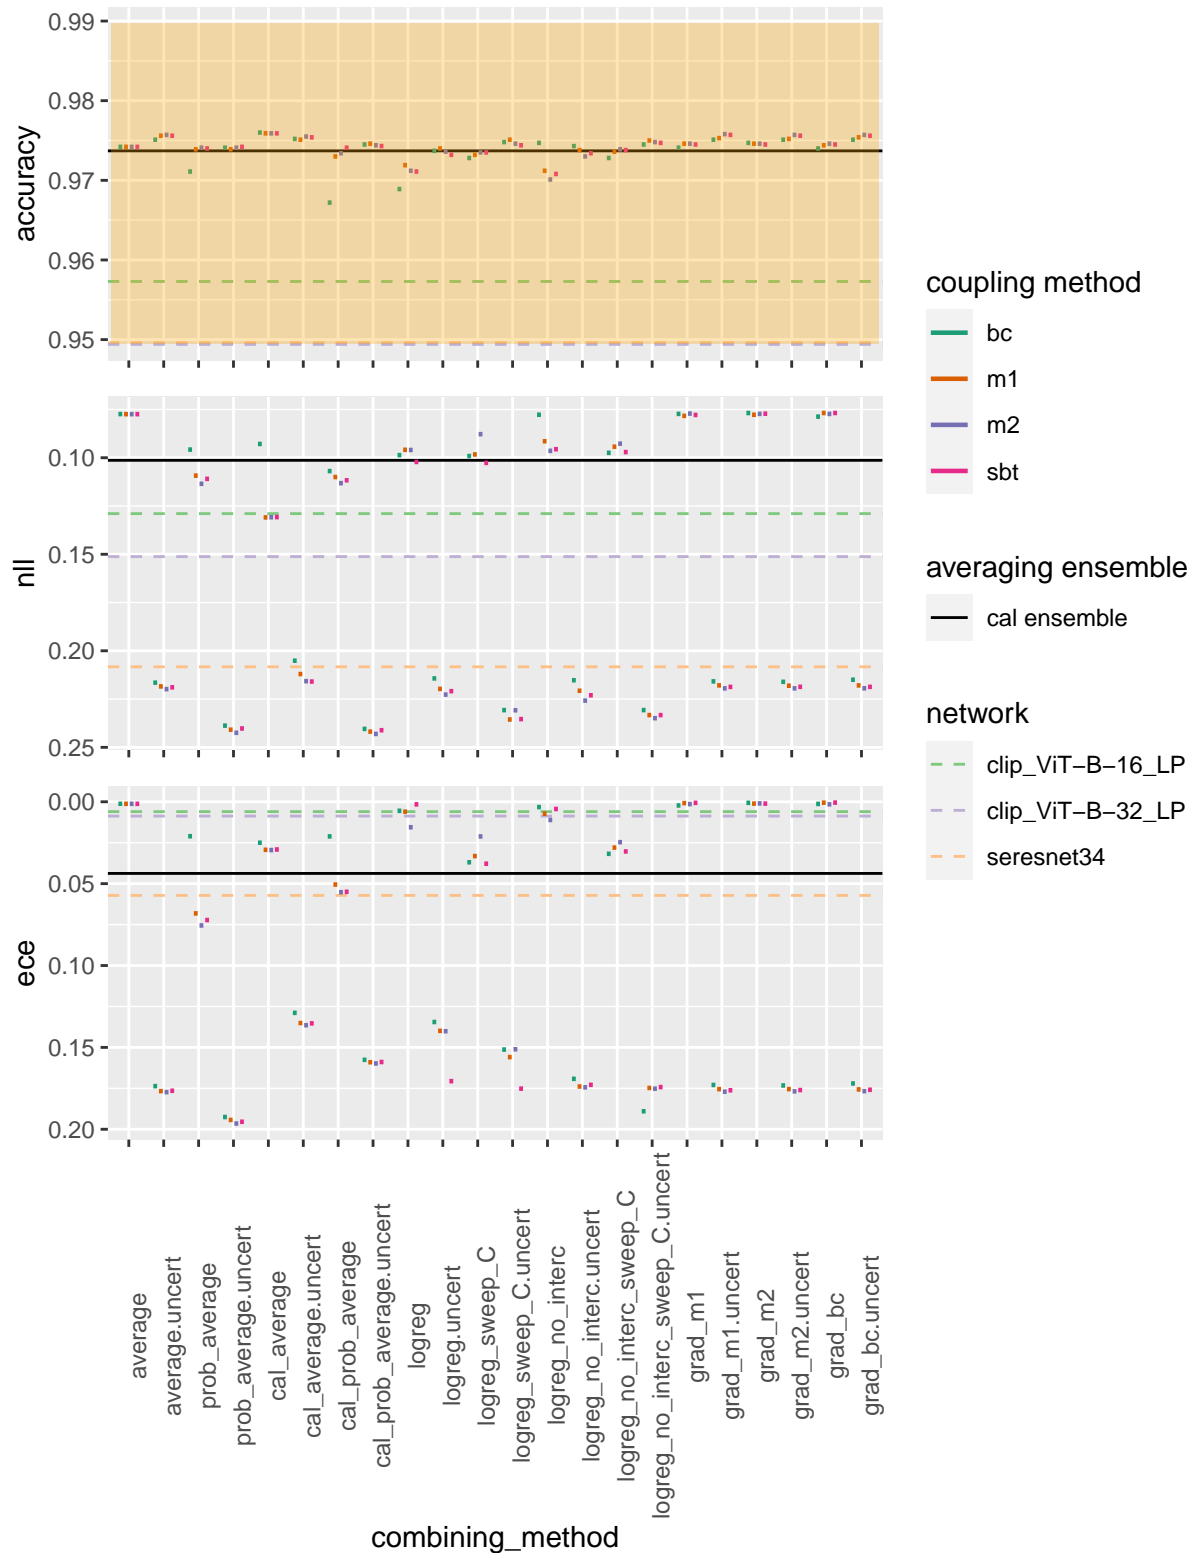 accuracy
0.99
0.98
0.97
0.96
0.95
nll
0.10
0.15
0.20
0.25
ece
0.00
0.05
0.10
0.15
0.20
average
average.uncert
prob_average
prob_average.uncert
cal_average
cal_average.uncert
cal_prob_average
cal_prob_average.uncert
logreg
logreg.uncert
logreg_sweep_C
logreg_sweep_C.uncert
logreg_no_interc
logreg_no_interc.uncert
logreg_no_interc_sweep_C
logreg_no_interc_sweep_C.uncert
grad_m1
grad_m1.uncert
grad_m2
grad_m2.uncert
grad_bc
grad_bc.uncert
combining_method
coupling method
bc
m1
m2
sbt
averaging ensemble
cal ensemble
network
clip_ViT−B−16_LP
clip_ViT−B−32_LP
seresnet34